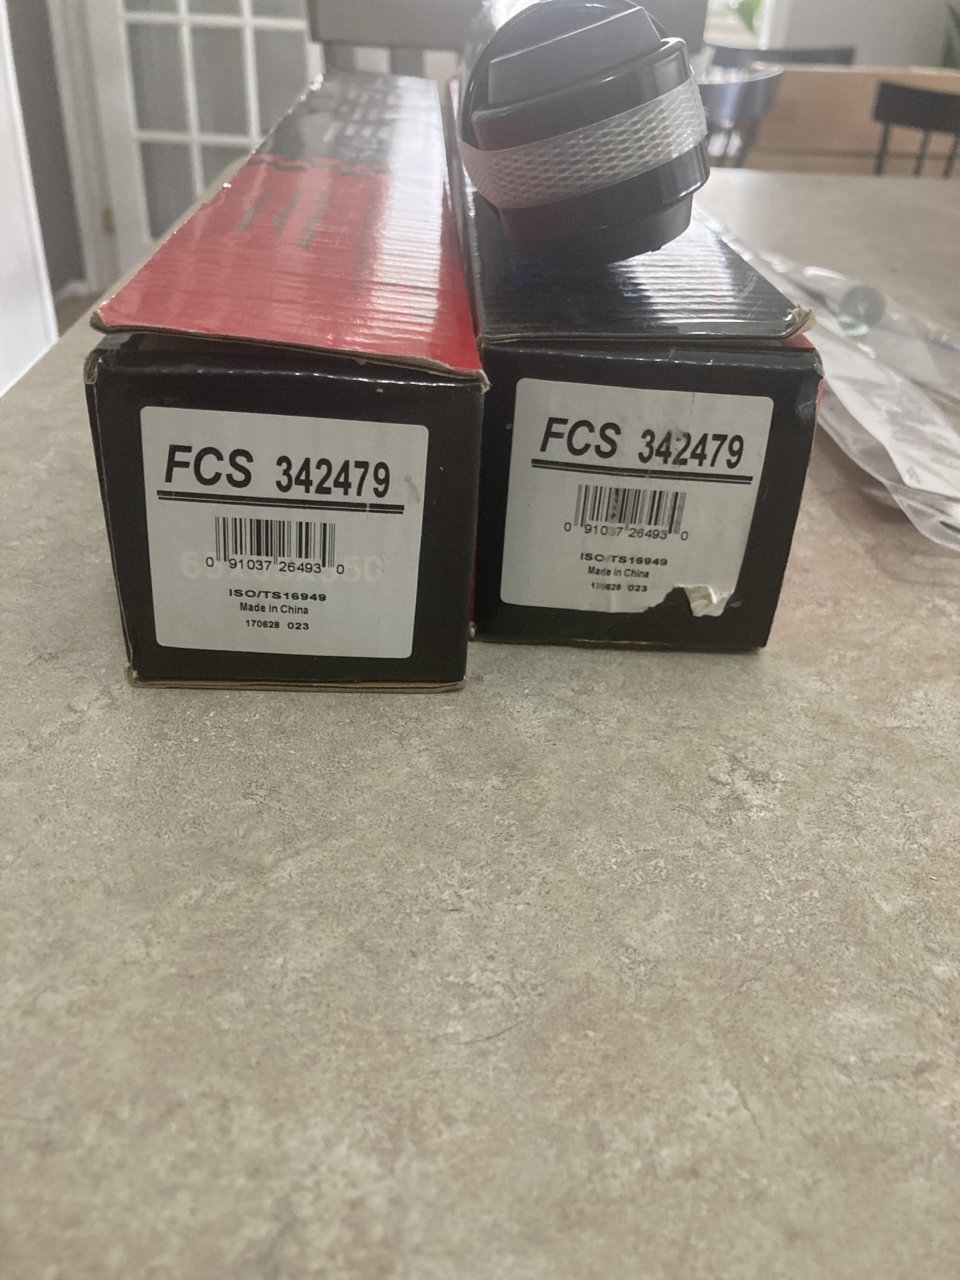 FCS 342479
0 91037 26493 0
ISO/TS16949
Made in China
170628 023
FCS 342479
0 91037 26493 0
ISO/TS16949
Made in China
023